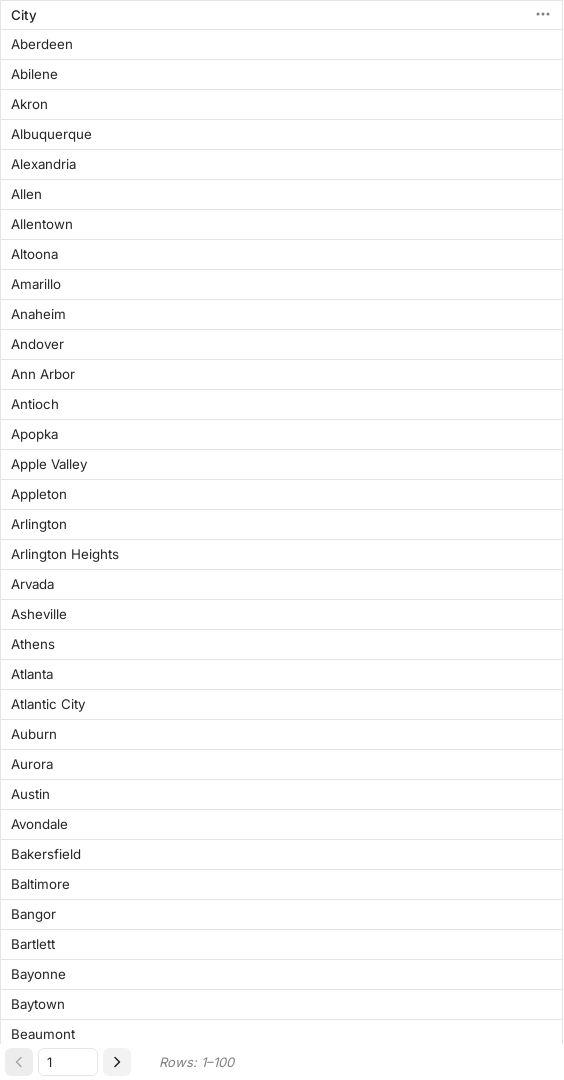 City
Aberdeen
Abilene
Akron
Albuquerque
Alexandria
Allen
Allentown
Altoona
Amarillo
Anaheim
Andover
Ann Arbor
Antioch
Apopka
Apple Valley
Appleton
Arlington
Arlington Heights
Arvada
Asheville
Athens
Atlanta
Atlantic City
Auburn
Aurora
Austin
Avondale
Bakersfield
Baltimore
Bangor
Bartlett
Bayonne
Baytown
Beaumont
1 Rows: 1–100